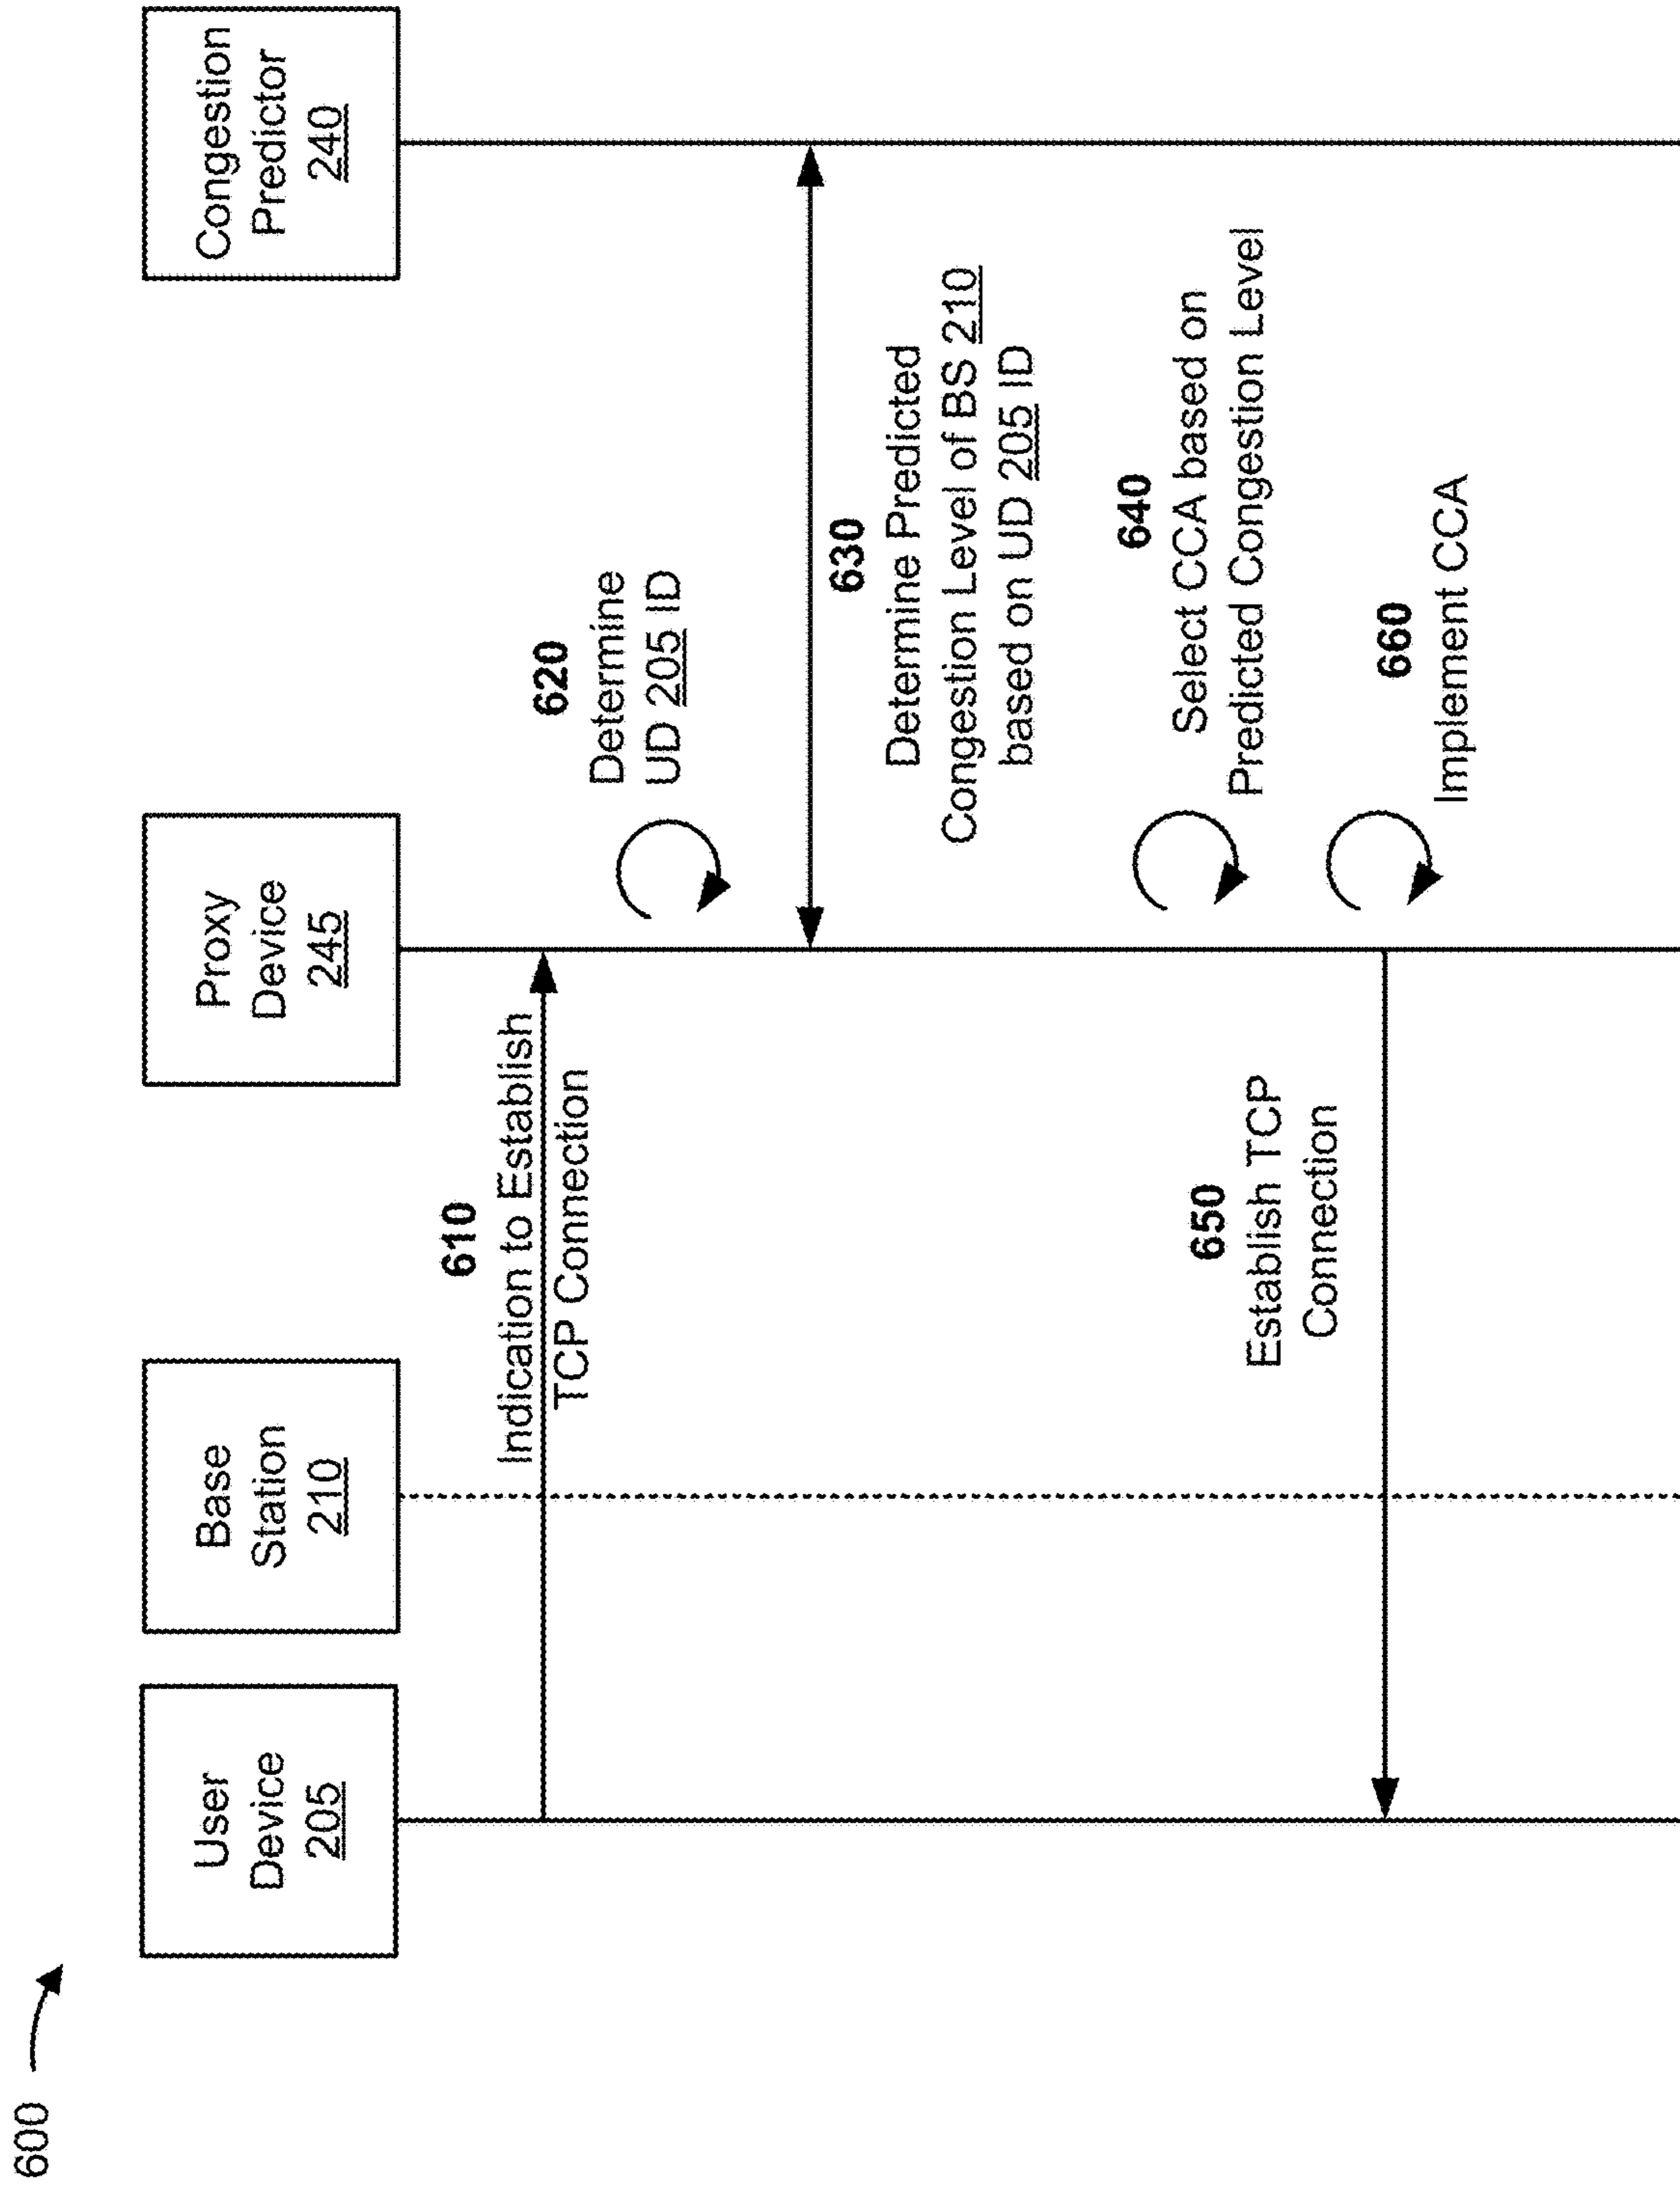 600
User
Device
205
Base
Station
210
Proxy
Device
245
Congestion
Predictor
240
610
Indication to Establish
TCP Connection
620
Determine
UD 205 ID
630
Determine Predicted
Congestion Level of BS 210
based on UD 205 ID
640
Select CCA based on
Predicted Congestion Level
650
Establish TCP
Connection
660
Implement CCA